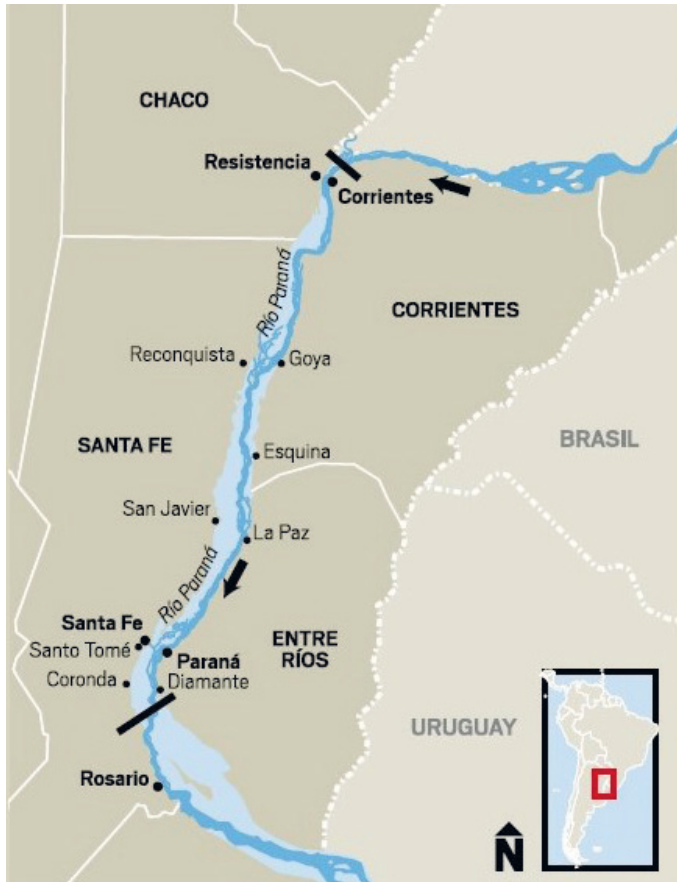 CHACO
Resistencia
Corrientes
Río Paraná
CORRIENTES
Reconquista
Goya
BRASIL
SANTA FE
Esquina
San Javier
La Paz
Río Paraná
Santa Fe
Santo Tomé
Paraná
ENTRE
RÍOS
Coronda
Diamante
URUGUAY
Rosario
N